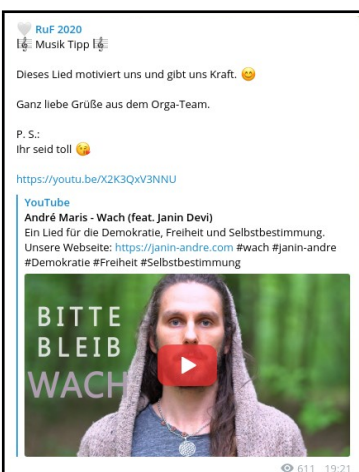 🤍 RuF 2020
🎼 Musik Tipp 🎼
Dieses Lied motiviert uns und gibt uns Kraft. 😊
Ganz liebe Grüße aus dem Orga-Team.
P. S.:
Ihr seid toll 😘
https://youtu.be/X2K3QxV3NNU
YouTube
André Maris - Wach (feat. Janin Devi)
Ein Lied für die Demokratie, Freiheit und Selbstbestimmung.
Unsere Webseite: https://janin-andre.com #wach #janin-andre
#Demokratie #Freiheit #Selbstbestimmung
BITTE
BLEIB
WACH
611 19:21